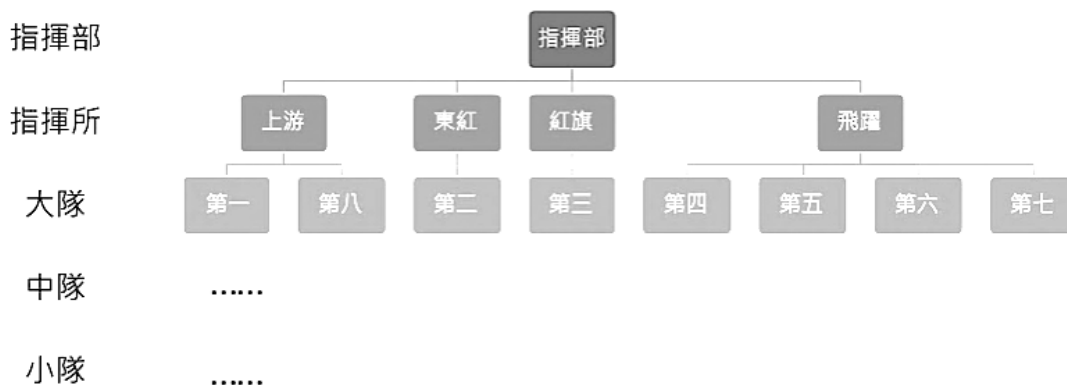 指揮部 指揮部
指揮所 上游 東紅 紅旗 飛躍
大隊 第一 第八 第二 第三 第四 第五 第六 第七
中隊 ……
小隊 ……